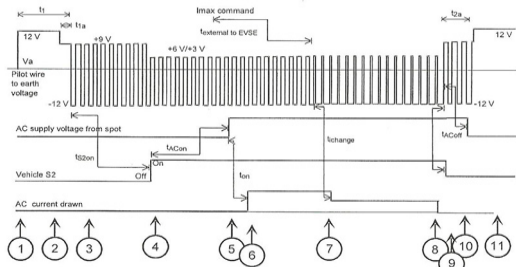 Imax command
t1
t1a
texternal to EVSE
t2a
12 V
+9 V
+6 V/+3 V
12 V
Va
Pilot wire
to earth
voltage
-12 V
-12 V
AC supply voltage from spot
tS2on
tACon
tichange
tACoff
On
Vehicle S2
Off
ton
AC current drawn
1 2 3 4 5 6 7 8 9 10 11